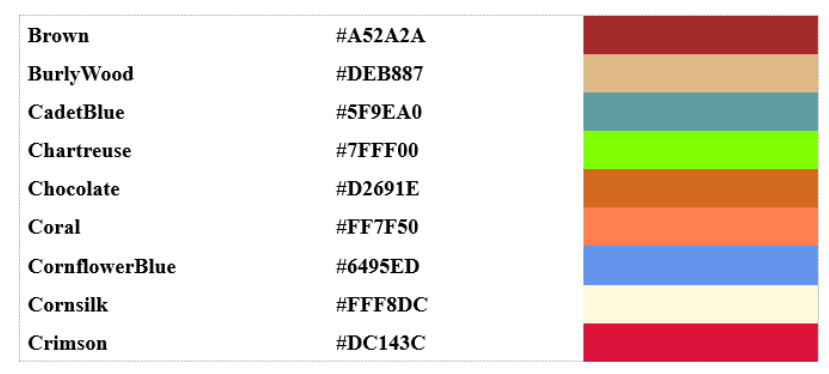 Brown #A52A2A
BurlyWood #DEB887
CadetBlue #5F9EA0
Chartreuse #7FFF00
Chocolate #D2691E
Coral #FF7F50
CornflowerBlue #6495ED
Cornsilk #FFF8DC
Crimson #DC143C